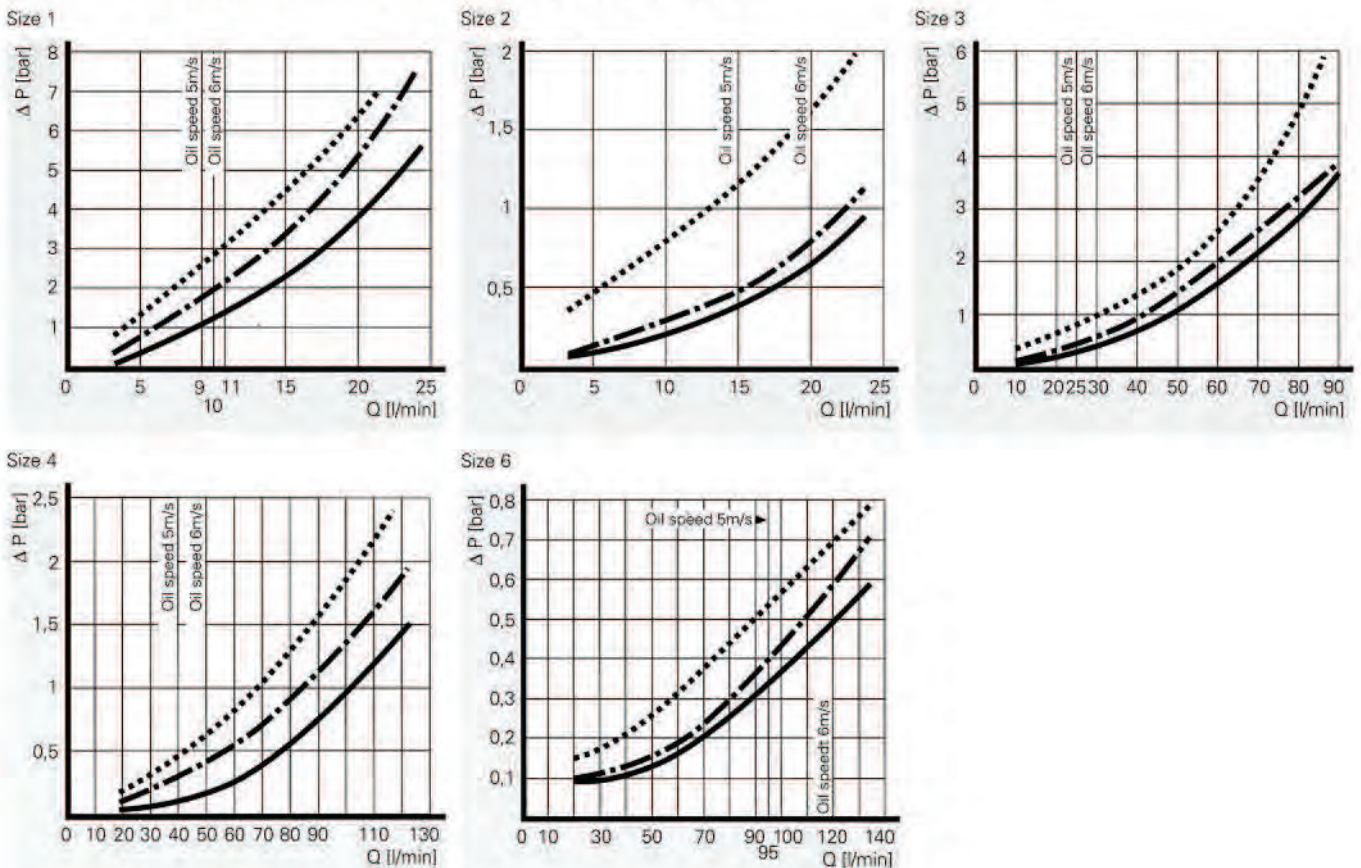 Size 1
Δ P [bar]
8
7
6
5
4
3
2
1
Oil speed 5m/s
Oil speed 6m/s
0 5 9 11 15 20 25
10
Q [l/min]
Size 2
Δ P [bar]
2
1,5
1
0,5
Oil speed 5m/s
Oil speed 6m/s
0 5 10 15 20 25
Q [l/min]
Size 3
Δ P [bar]
6
5
4
3
2
1
Oil speed 5m/s
Oil speed 6m/s
0 10 20 25 30 40 50 60 70 80 90
Q [l/min]
Size 4
Δ P [bar]
2,5
2
1,5
1
0,5
Oil speed 5m/s
Oil speed 6m/s
0 10 20 30 40 50 60 70 80 90 110 130
Q [l/min]
Size 6
Δ P [bar]
0,8
0,7
0,6
0,5
0,4
0,3
0,2
0,1
Oil speed 5m/s
Oil speedt 6m/s
0 10 30 50 70 90 100 120 140
95
Q [l/min]